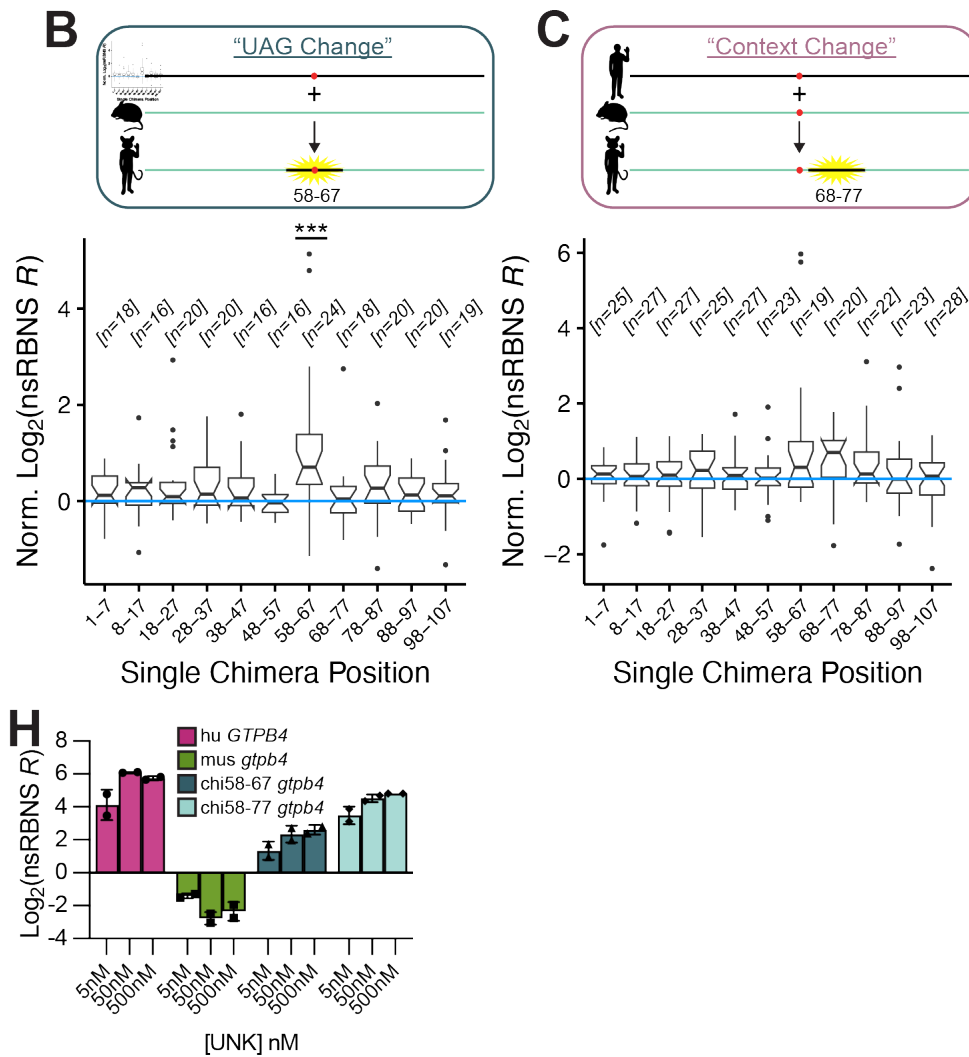 B
"UAG Change"
+
58-67
C
"Context Change"
+
68-77
***
Norm. Log2(nsRBNS R)
4
2
0
[n=18]
[n=16]
[n=20]
[n=20]
[n=16]
[n=16]
[n=24]
[n=18]
[n=20]
[n=20]
[n=19]
1–7
8–17
18–27
28–37
38–47
48–57
58–67
68–77
78–87
88–97
98–107
Single Chimera Position
Norm. Log2(nsRBNS R)
6
4
2
0
−2
[n=25]
[n=27]
[n=27]
[n=25]
[n=27]
[n=23]
[n=19]
[n=20]
[n=22]
[n=23]
[n=28]
1–7
8–17
18–27
28–37
38–47
48–57
58–67
68–77
78–87
88–97
98–107
Single Chimera Position
H
Log2(nsRBNS R)
8
6
4
2
0
-2
-4
hu GTPB4
mus gtpb4
chi58-67 gtpb4
chi58-77 gtpb4
5nM
50nM
500nM
5nM
50nM
500nM
5nM
50nM
500nM
5nM
50nM
500nM
[UNK] nM